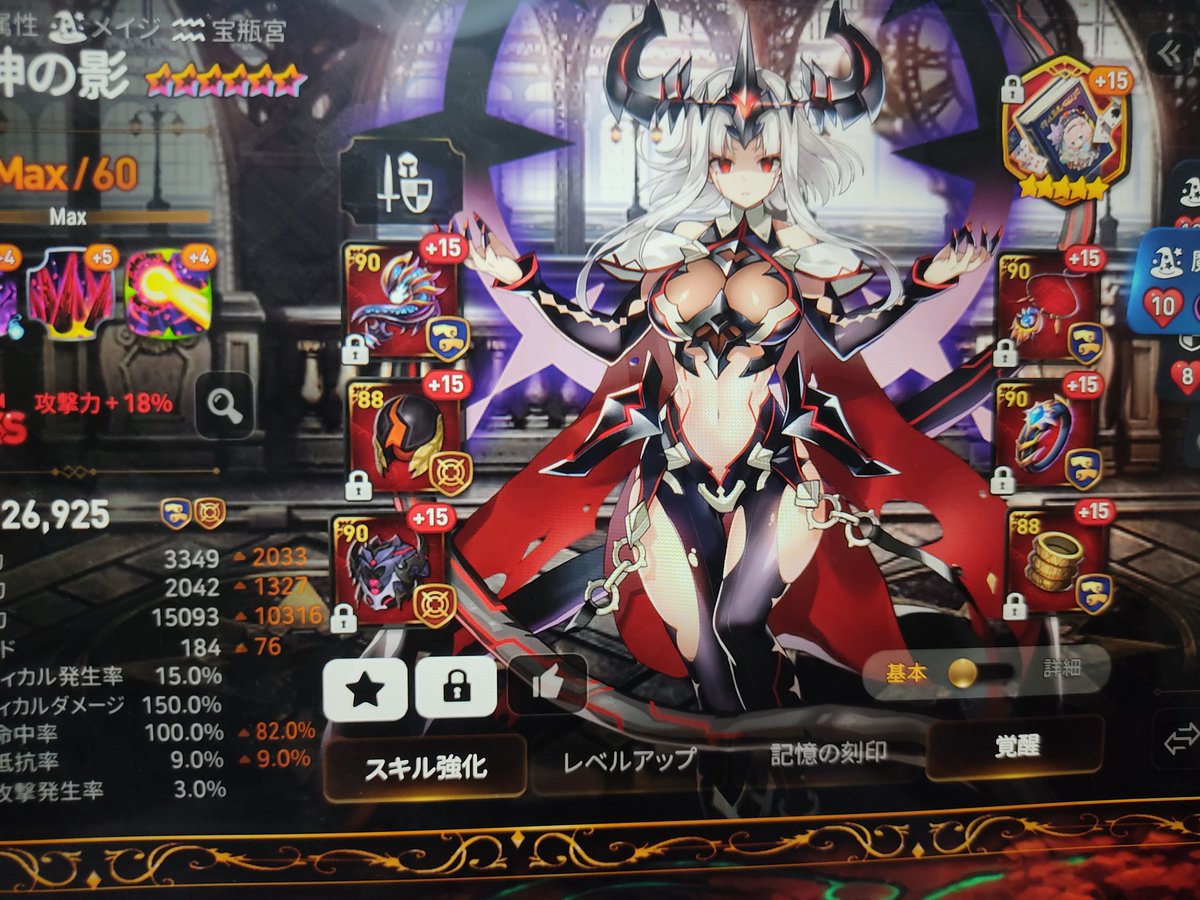 属性 メイジ 宝瓶宮
神の影
Max/60
Max
+4 +5 +4
攻撃力+18%
26,925
力 3349 2033
力 2042 1327
力 15093 10316
ド 184 76
ィカル発生率 15.0%
ィカルダメージ 150.0%
命中率 100.0% 82.0%
抵抗率 9.0% 9.0%
攻撃発生率 3.0%
90 +15
88 +15
90 +15
+15
90 +15
90 +15
88 +15
10
8
基本 詳細
スキル強化 レベルアップ 記憶の刻印 覚醒